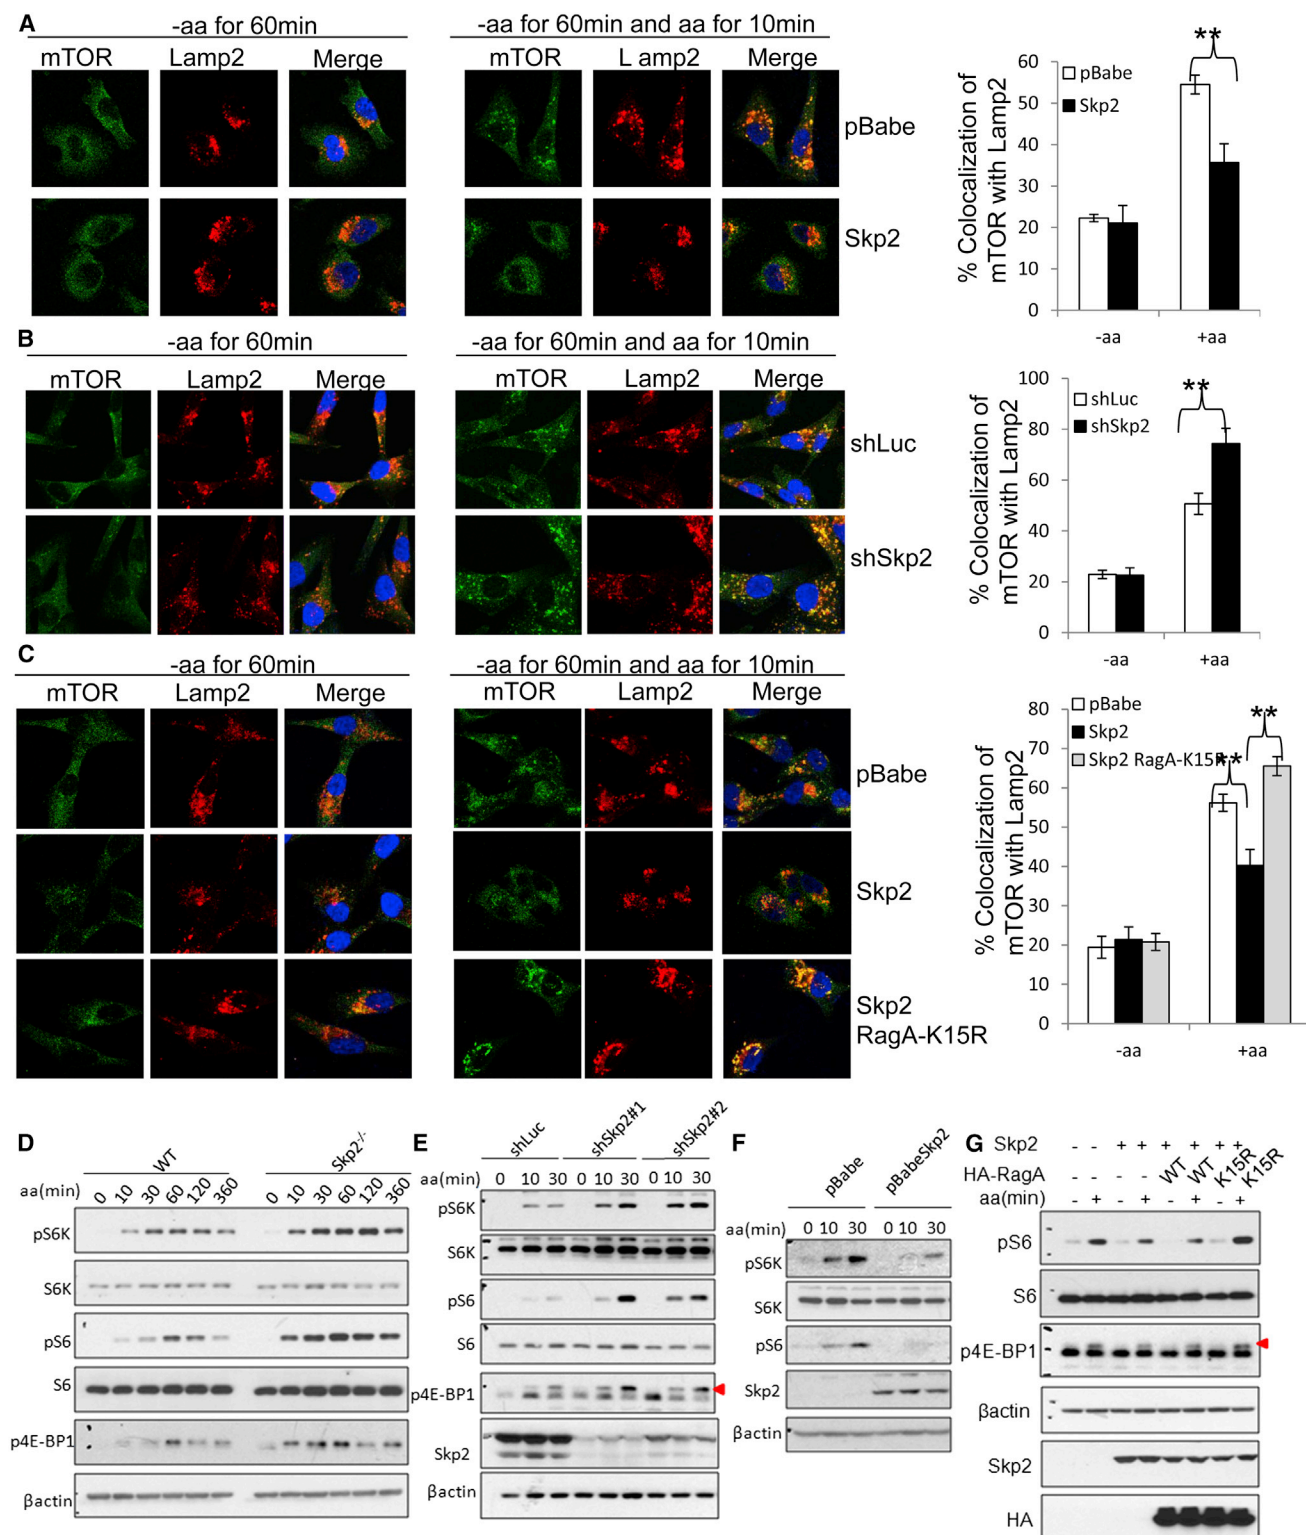 A
-aa for 60min
-aa for 60min and aa for 10min
mTOR Lamp2 Merge
mTOR L amp2 Merge
pBabe
Skp2
% Colocalization of
mTOR with Lamp2
60
50
40
30
20
10
0
pBabe
Skp2
**
-aa +aa
B
-aa for 60min
-aa for 60min and aa for 10min
mTOR Lamp2 Merge
mTOR Lamp2 Merge
shLuc
shSkp2
% Colocalization of
mTOR with Lamp2
100
80
60
40
20
0
shLuc
shSkp2
**
-aa +aa
C
-aa for 60min
-aa for 60min and aa for 10min
mTOR Lamp2 Merge
mTOR Lamp2 Merge
pBabe
Skp2
Skp2
RagA-K15R
% Colocalization of
mTOR with Lamp2
80
70
60
50
40
30
20
10
0
pBabe
Skp2
Skp2 RagA-K15R
**
**
-aa +aa
D
WT Skp2-/-
aa(min) 0 10 30 60 120 360 0 10 30 60 120 360
pS6K
S6K
pS6
S6
p4E-BP1
βactin
E
shLuc shSkp2#1 shSkp2#2
aa(min) 0 10 30 0 10 30 0 10 30
pS6K
S6K
pS6
S6
p4E-BP1
Skp2
βactin
F
pBabe pBabeSkp2
aa(min) 0 10 30 0 10 30
pS6K
S6K
pS6
Skp2
βactin
G
Skp2 - - + + + + + +
HA-RagA WT WT K15R K15R
aa(min) - + - + - + - +
pS6
S6
p4E-BP1
βactin
Skp2
HA